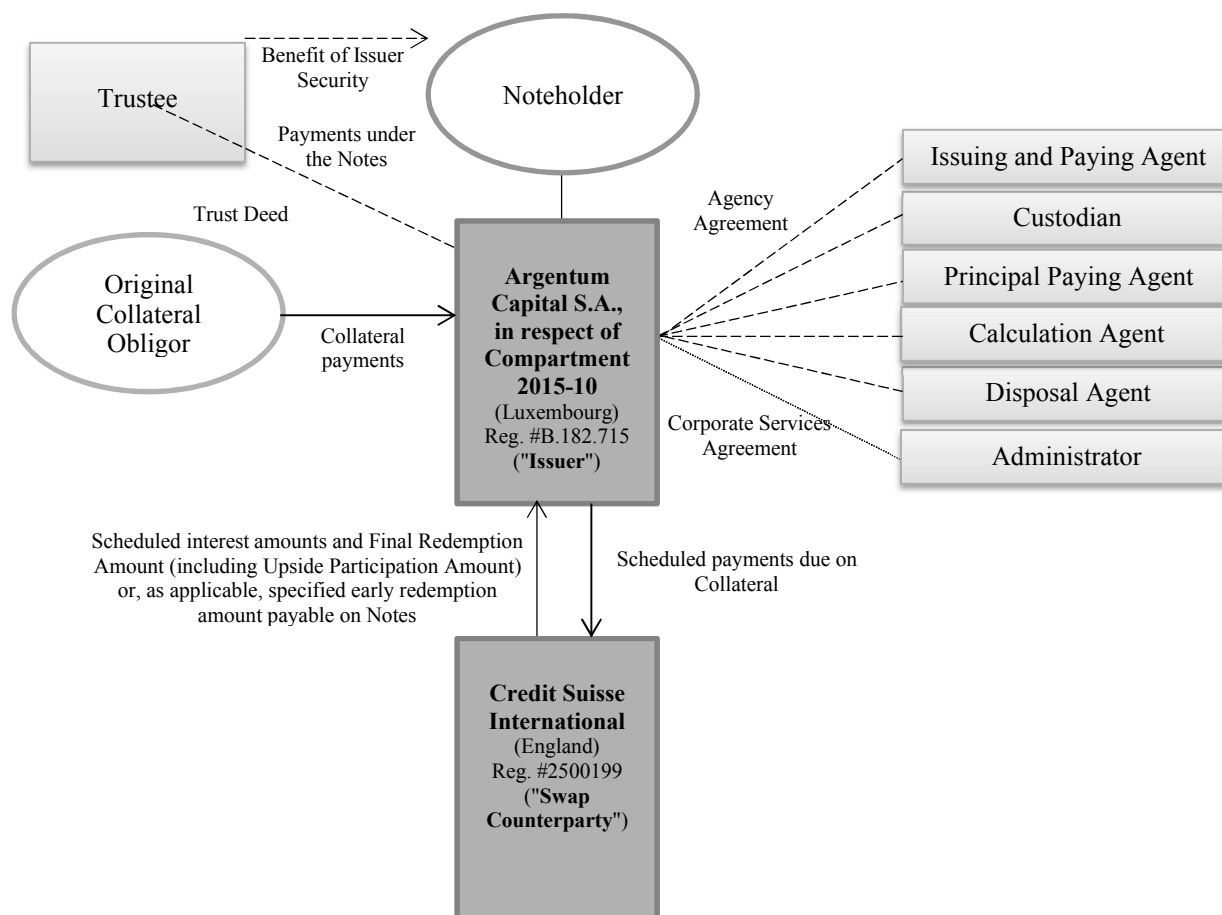 Benefit of Issuer
Security
Trustee
Noteholder
Payments under
the Notes
Trust Deed
Original
Collateral
Obligor
Collateral
payments
Argentum
Capital S.A.,
in respect of
Compartment
2015-10
(Luxembourg)
Reg. #B.182.715
("Issuer")
Agency
Agreement
Corporate Services
Agreement
Issuing and Paying Agent
Custodian
Principal Paying Agent
Calculation Agent
Disposal Agent
Administrator
Scheduled interest amounts and Final Redemption
Amount (including Upside Participation Amount)
or, as applicable, specified early redemption
amount payable on Notes
Scheduled payments due on
Collateral
Credit Suisse
International
(England)
Reg. #2500199
("Swap
Counterparty")